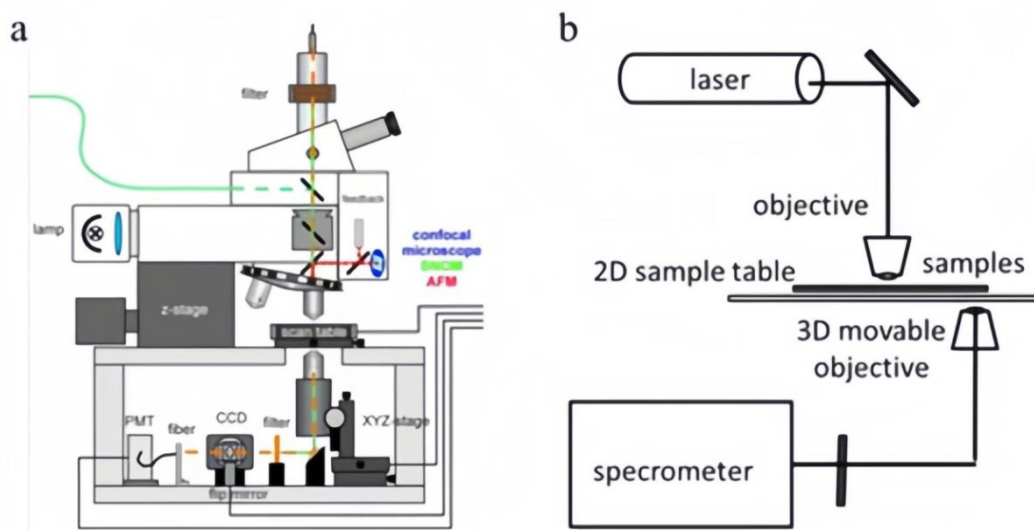 a
filter
feedback
lamp
confocal
microscope
SNOM
AFM
z-stage
scan table
PMT
fiber
CCD
filter
XYZ-stage
flip mirror
b
laser
objective
2D sample table
samples
3D movable
objective
specrometer